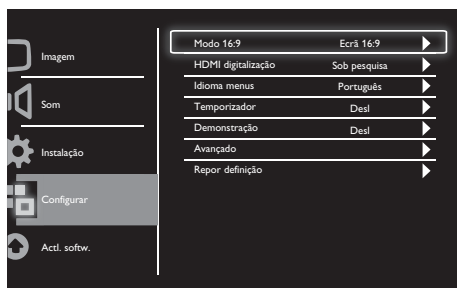 Imagem
Som
Instalação
Configurar
Actl. softw.
Modo 16:9 Ecrã 16:9
HDMI digitalização Sob pesquisa
Idioma menus Português
Temporizador Desl
Demonstração Desl
Avançado
Repor definição